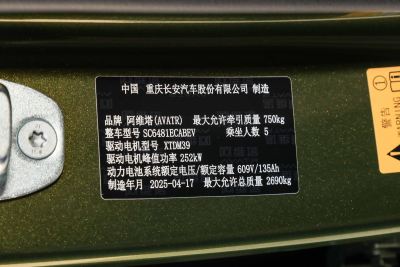 中国 重庆长安汽车股份有限公司 制造
品牌 阿维塔(AVATR) 最大允许牵引质量 750kg
整车型号 SC6481ECABEV 乘坐人数 5
驱动电机型号 XTDM39
驱动电机峰值功率 252kW
动力电池系统额定电压/额定容量 609V/135Ah
制造年月 2025-04-17 最大允许总质量 2690kg
警告